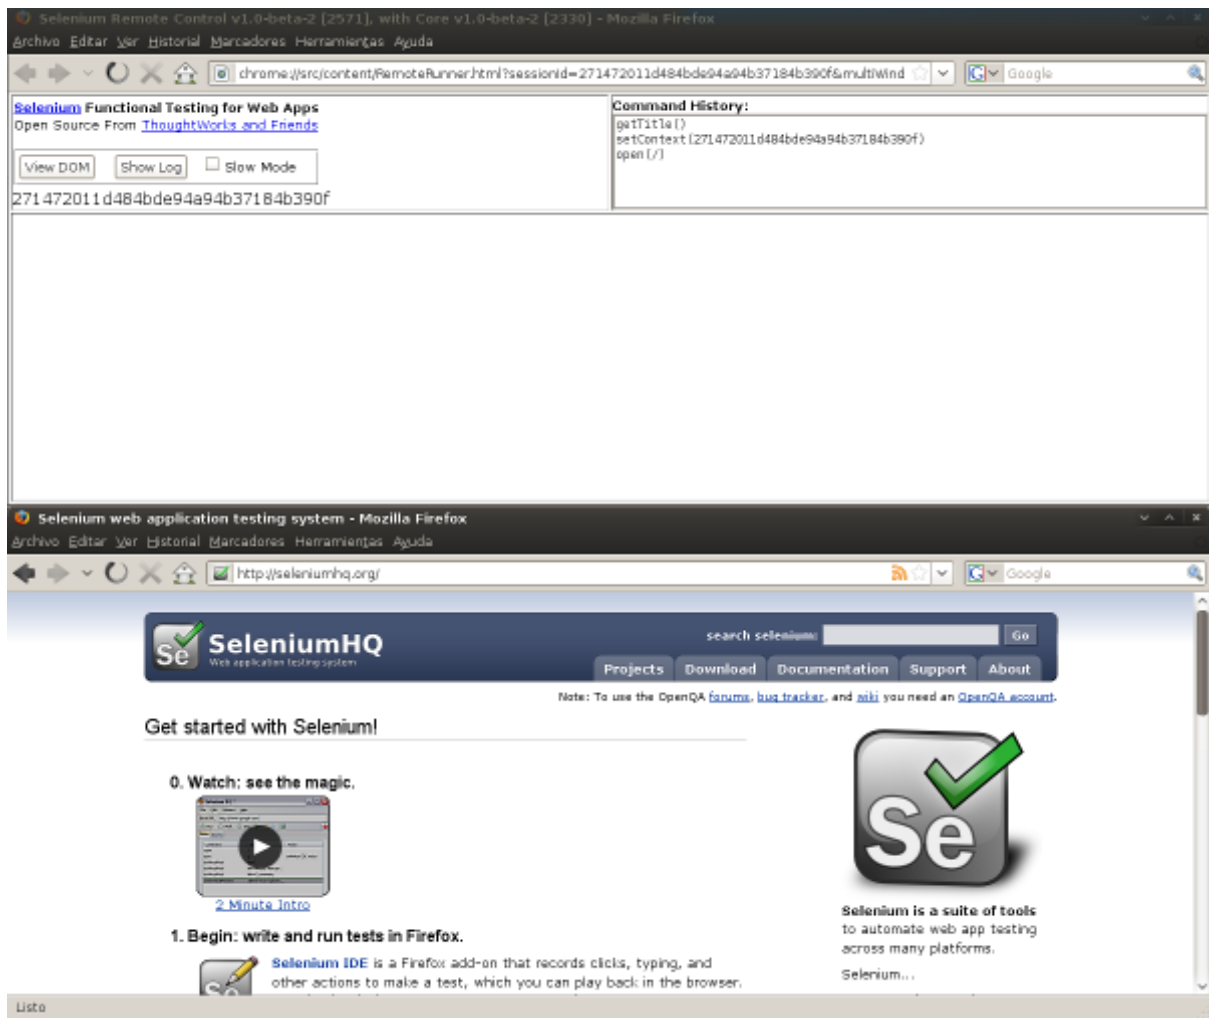 Selenium Remote Control v1.0-beta-2 [2571], with Core v1.0-beta-2 [2330] - Mozilla Firefox
Archivo Editar Ver Historial Marcadores Herramientas Ayuda
chrome://src/content/RemoteRunner.html?sessionId=271472011d484bde94a94b37184b390f&multiWind
Google
Selenium Functional Testing for Web Apps
Open Source From ThoughtWorks and Friends
View DOM Show Log Slow Mode
271472011d484bde94a94b37184b390f
Command History:
getTitle()
setContext(271472011d484bde94a94b37184b390f)
open(/)
Selenium web application testing system - Mozilla Firefox
Archivo Editar Ver Historial Marcadores Herramientas Ayuda
http://seleniumhq.org/
Google
Se SeleniumHQ
Web application testing system
search selenium: Go
Projects Download Documentation Support About
Note: To use the OpenQA forums, bug tracker, and wiki you need an OpenQA account.
Get started with Selenium!
0. Watch: see the magic.
2 Minute Intro
1. Begin: write and run tests in Firefox.
Se
Selenium IDE is a Firefox add-on that records clicks, typing, and
other actions to make a test, which you can play back in the browser.
Se
Selenium is a suite of tools
to automate web app testing
across many platforms.
Selenium...
Listo